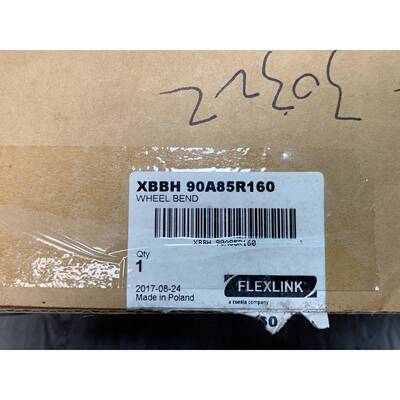 XBBH 90A85R160
WHEEL BEND
XBBH 90A85R160
Qty
1
2017-08-24
Made in Poland
FLEXLINK
a coesia company